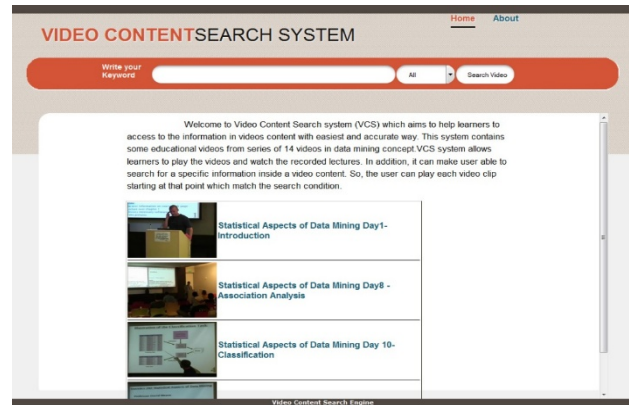 Home About
VIDEO CONTENTSEARCH SYSTEM
Write your
Keyword
All
Search Video
Welcome to Video Content Search system (VCS) which aims to help learners to
access to the information in videos content with easiest and accurate way. This system contains
some educational videos from series of 14 videos in data mining concept.VCS system allows
learners to play the videos and watch the recorded lectures. In addition, it can make user able to
search for a specific information inside a video content. So, the user can play each video clip
starting at that point which match the search condition.
Statistical Aspects of Data Mining Day1-
Introduction
Statistical Aspects of Data Mining Day8 -
Association Analysis
Statistical Aspects of Data Mining Day 10-
Classification
Video Content Search Engine